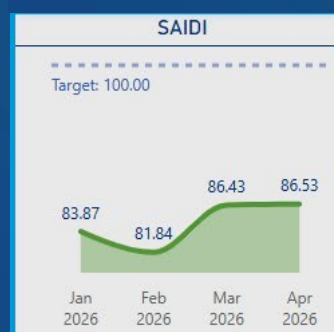 SAIDI
Target: 100.00
86.43 86.53
83.87
81.84
Jan Feb Mar Apr
2026 2026 2026 2026